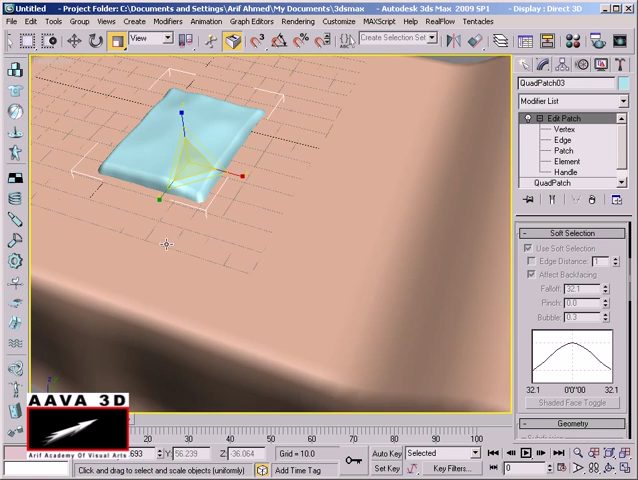 Untitled - Project Folder: C:\Documents and Settings\Arif Ahmed\My Documents\3dsmax - Autodesk 3ds Max 2009 SP1 - Display : Direct 3D
File Edit Tools Group Views Create Modifiers Animation Graph Editors Rendering Customize MAXScript Help RealFlow Tentacles
View
Create Selection Set
QuadPatch03
Modifier List
Edit Patch
Vertex
Edge
Patch
Element
Handle
QuadPatch
Soft Selection
Use Soft Selection
Edge Distance: 1
Affect Backfacing
Falloff: 32.1
Pinch: 0.0
Bubble: 0.3
32.1 0"0"00 32.1
Shaded Face Toggle
Geometry
AAVA 3D
Arif Academy Of Visual Arts
20 30 40 50 60 70 80 90 100
693 Y: 56.239 Z: -36.064 Grid = 10.0
Auto Key Selected
Click and drag to select and scale objects (uniformly)
Add Time Tag
Set Key
Key Filters...
0